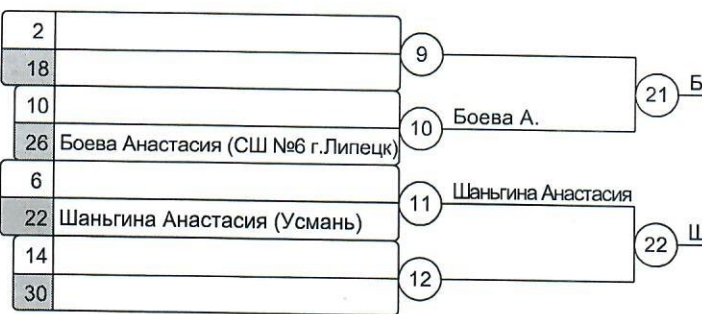 2
18
9
10
26 Боева Анастасия (СШ №6 г.Липецк)
10
Боева А.
21
Б
6
22 Шаньгина Анастасия (Усмань)
11
Шаньгина Анастасия
22
Ш
14
30
12